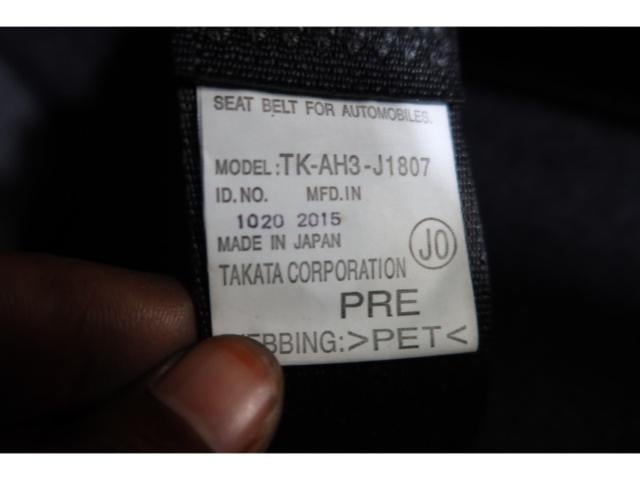 SEAT BELT FOR AUTOMOBILES.
MODEL:TK-AH3-J1807
ID.NO. MFD.IN
1020 2015
MADE IN JAPAN
JO
TAKATA CORPORATION
PRE
EBBING:>PET<